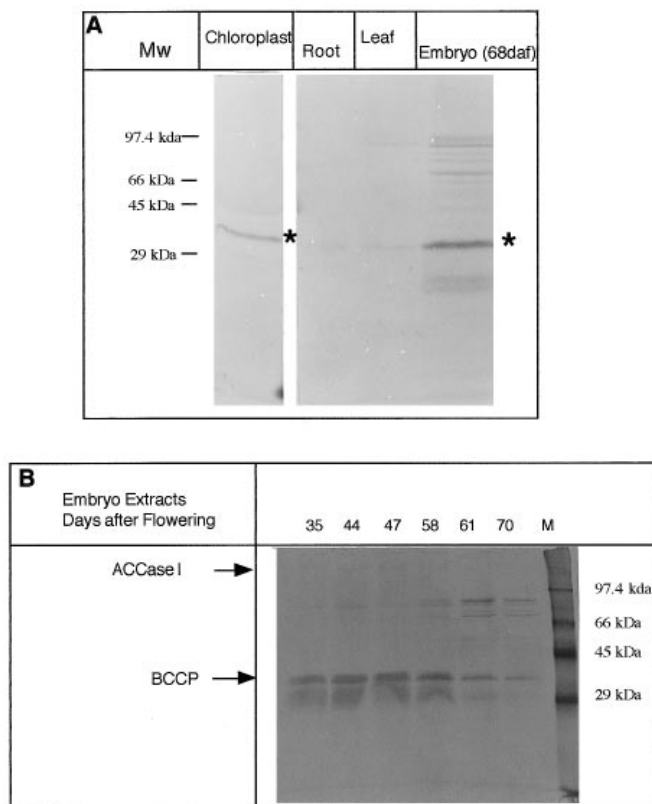 A
Mw
Chloroplast
Root
Leaf
Embryo (68daf)
97.4 kda
66 kDa
45 kDa
29 kDa
*
*
B
Embryo Extracts
Days after Flowering
35 44 47 58 61 70 M
ACCase I
BCCP
97.4 kda
66 kDa
45 kDa
29 kDa